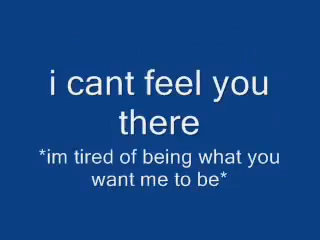 i cant feel you
there
*im tired of being what you
want me to be*